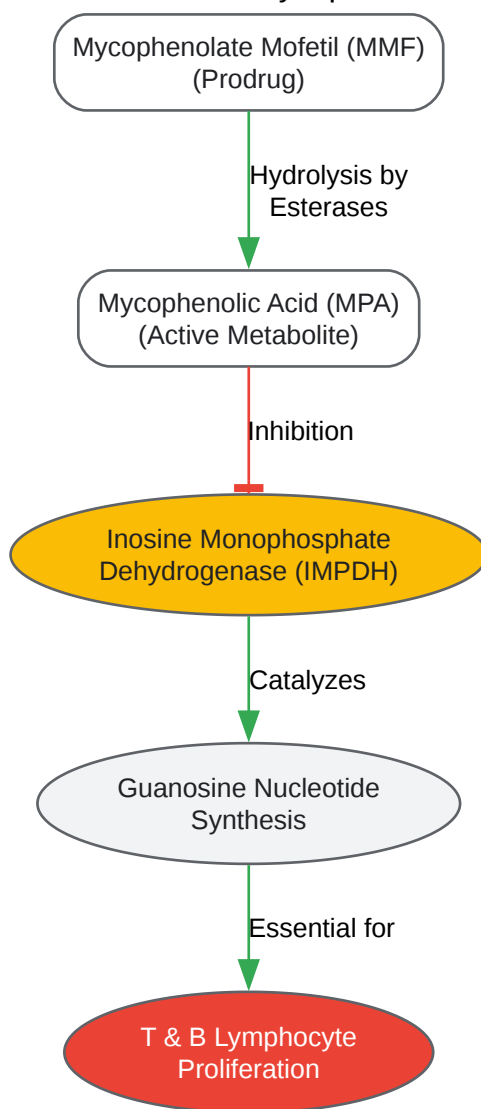 Mycophenolate Mofetil (MMF)
(Prodrug)
Hydrolysis by
Esterases
Mycophenolic Acid (MPA)
(Active Metabolite)
Inhibition
Inosine Monophosphate
Dehydrogenase (IMPDH)
Catalyzes
Guanosine Nucleotide
Synthesis
Essential for
T & B Lymphocyte
Proliferation